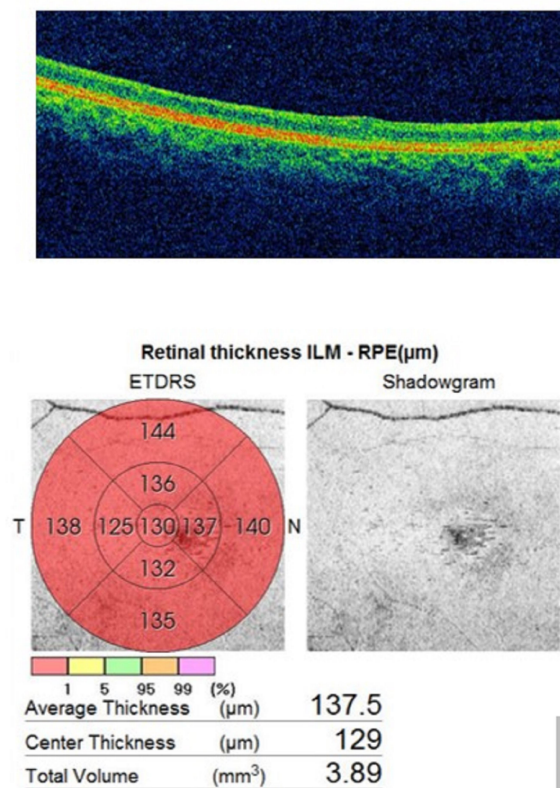 Retinal thickness ILM - RPE(µm)
ETDRS Shadowgram
144
136
T 138 125 130 137 140 N
132
135
1 5 95 99 (%)
Average Thickness (µm) 137.5
Center Thickness (µm) 129
Total Volume (mm³) 3.89